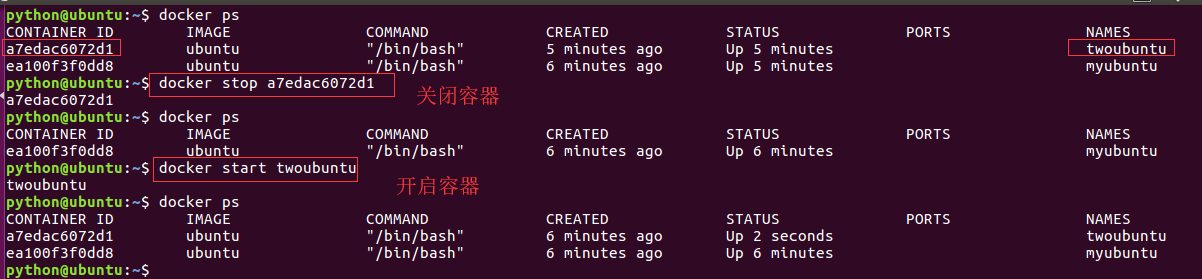 python@ubuntu:~$ docker ps
CONTAINER ID IMAGE COMMAND CREATED STATUS PORTS NAMES
a7edac6072d1 ubuntu "/bin/bash" 5 minutes ago Up 5 minutes twoubuntu
ea100f3f0dd8 ubuntu "/bin/bash" 6 minutes ago Up 5 minutes myubuntu
python@ubuntu:~$ docker stop a7edac6072d1
a7edac6072d1
关闭容器
python@ubuntu:~$ docker ps
CONTAINER ID IMAGE COMMAND CREATED STATUS PORTS NAMES
ea100f3f0dd8 ubuntu "/bin/bash" 6 minutes ago Up 6 minutes myubuntu
python@ubuntu:~$ docker start twoubuntu
twoubuntu
开启容器
python@ubuntu:~$ docker ps
CONTAINER ID IMAGE COMMAND CREATED STATUS PORTS NAMES
a7edac6072d1 ubuntu "/bin/bash" 6 minutes ago Up 2 seconds twoubuntu
ea100f3f0dd8 ubuntu "/bin/bash" 6 minutes ago Up 6 minutes myubuntu
python@ubuntu:~$